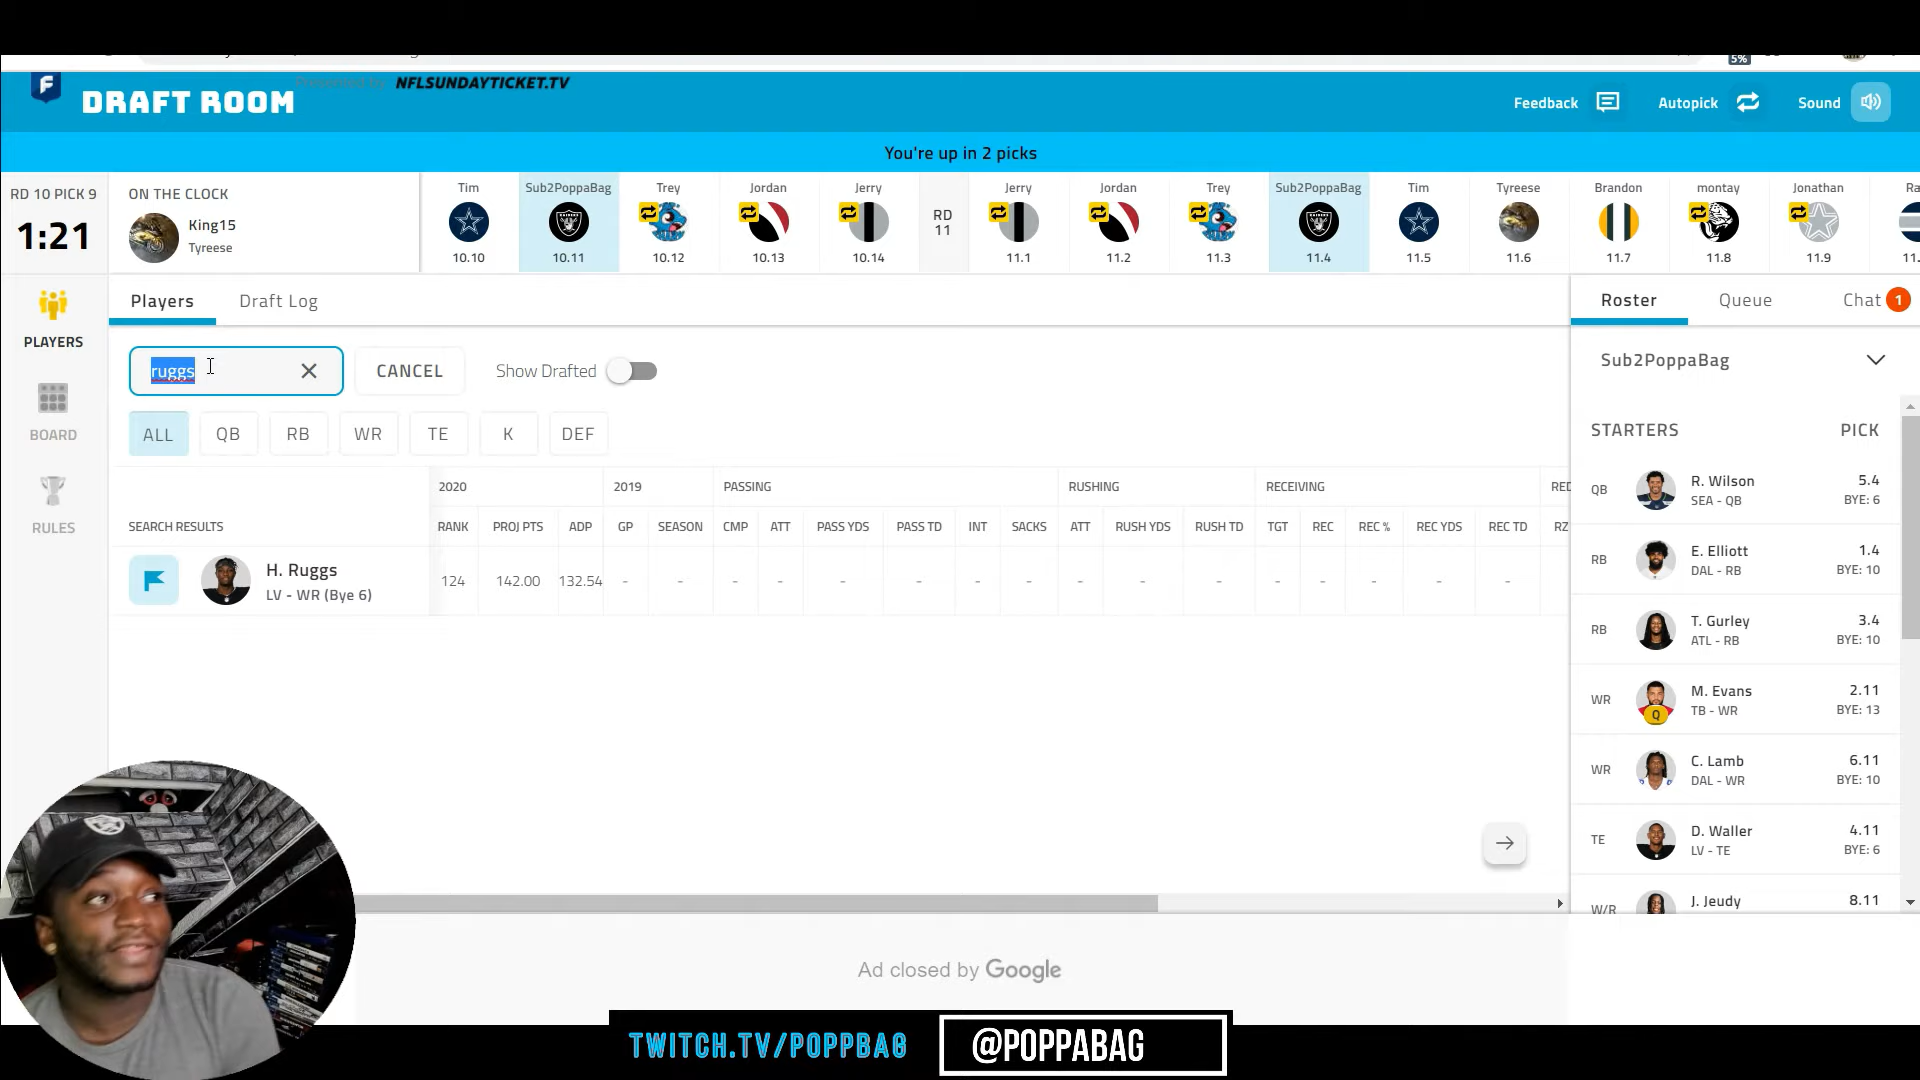 NFLSUNDAYTICKET.TV
5%
F
DRAFT ROOM
Feedback
Autopick
Sound
You're up in 2 picks
RD 10 PICK 9
1:21
ON THE CLOCK
King15
Tyreese
Tim
10.10
Sub2PoppaBag
10.11
Trey
10.12
Jordan
10.13
Jerry
10.14
RD
11
Jerry
11.1
Jordan
11.2
Trey
11.3
Sub2PoppaBag
11.4
Tim
11.5
Tyreese
11.6
Brandon
11.7
montay
11.8
Jonathan
11.9
PLAYERS
BOARD
RULES
Players
Draft Log
ruggs
CANCEL
Show Drafted
ALL QB RB WR TE K DEF
2020 2019 PASSING RUSHING RECEIVING
SEARCH RESULTS RANK PROJ PTS ADP GP SEASON CMP ATT PASS YDS PASS TD INT SACKS ATT RUSH YDS RUSH TD TGT REC REC % REC YDS REC TD
H. Ruggs
LV - WR (Bye 6)
124 142.00 132.54 - - - - - - - - - - - - - - - -
Roster
Queue
Chat 1
Sub2PoppaBag
STARTERS PICK
QB R. Wilson 5.4
SEA - QB BYE: 6
RB E. Elliott 1.4
DAL - RB BYE: 10
RB T. Gurley 3.4
ATL - RB BYE: 10
WR M. Evans 2.11
Q TB - WR BYE: 13
WR C. Lamb 6.11
DAL - WR BYE: 10
TE D. Waller 4.11
LV - TE BYE: 6
W/R J. Jeudy 8.11
Ad closed by Google
TWITCH.TV/POPPBAG
@POPPABAG